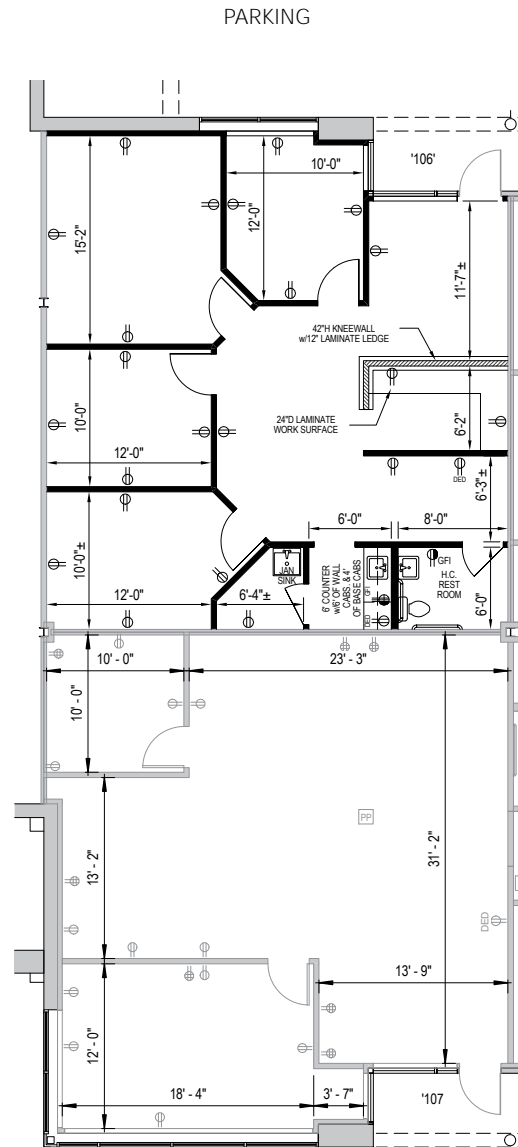 PARKING
10'-0"
'106'
12'-0"
15'-2"
11'-7"±
42"H KNEEWALL
w/12" LAMINATE LEDGE
10'-0"
24"D LAMINATE
WORK SURFACE
6'-2"
12'-0"
DED
6'-3"±
6'-0"
8'-0"
10'-0"±
JAN
SINK
GFI
H.C.
REST
ROOM
6'-0"
6' COUNTER
w/6' OF WALL
CABS. & 4'
OF BASE CABS
GFI
DED
12'-0"
6'-4"±
10' - 0"
23' - 3"
10' - 0"
PP
31' - 2"
13' - 2"
DED
13' - 9"
12' - 0"
18' - 4"
3' - 7"
'107